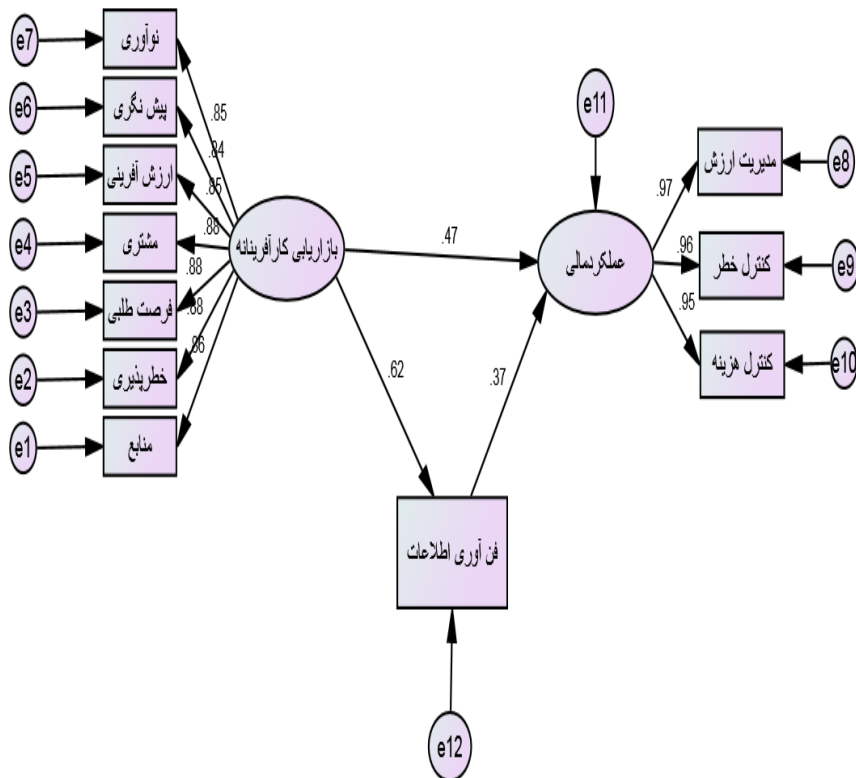 e7
نوآوری
e6
پیش نگری
e5
ارزش آفرینی
e4
مشتری
e3
فرصت طلبی
e2
خطرپذیری
e1
منابع
.85
.84
.85
.88
.88
.88
.86
بازاریابی کارآفرینانه
.47
.62
.37
فن آوری اطلاعات
e12
e11
عملکردمالی
.97
.96
.95
مدیریت ارزش
e8
کنترل خطر
e9
کنترل هزینه
e10